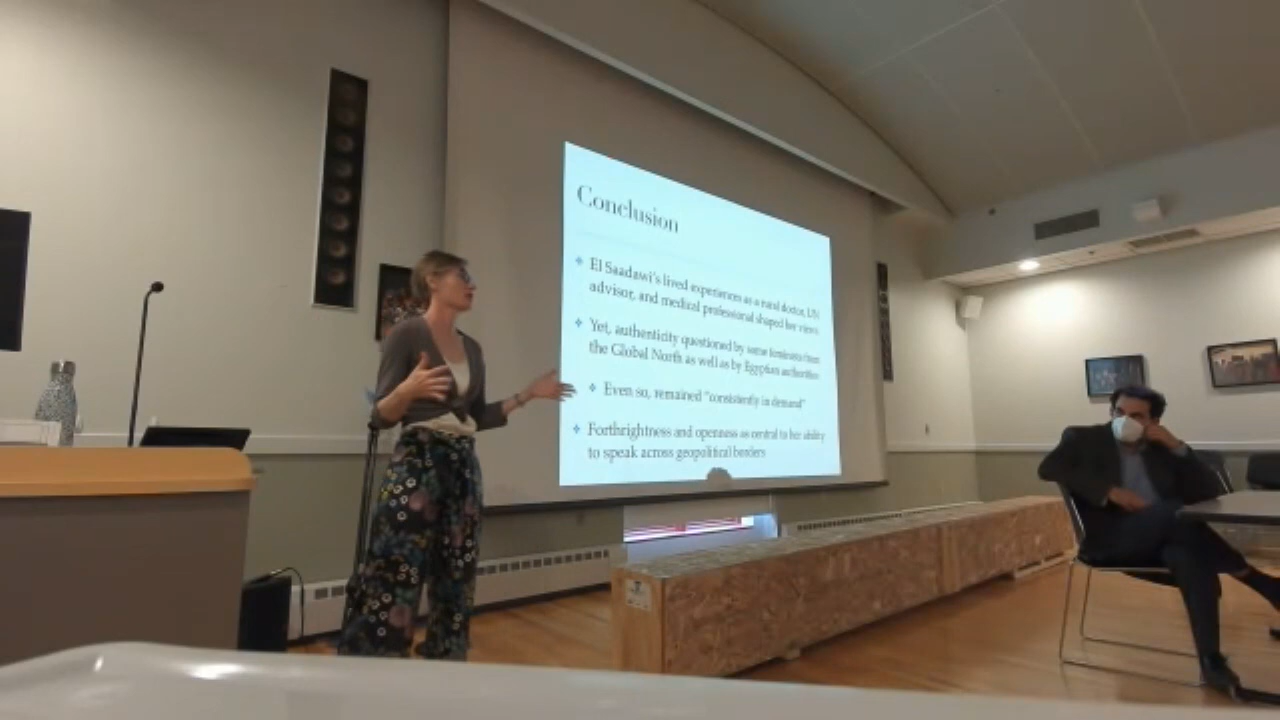 Conclusion
El Saadawi's lived experiences as a rural doctor, UN
advisor, and medical professional shaped her views
Yet, authenticity questioned by some feminists from
the Global North as well as by Egyptian authorities
Even so, remained "consistently in demand"
Forthrightness and openness as central to her ability
to speak across geopolitical borders